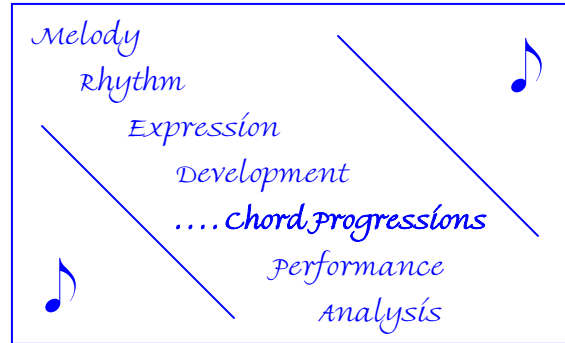 Melody
Rhythm
Expression
Development
....Chord Progressions
Performance
Analysis